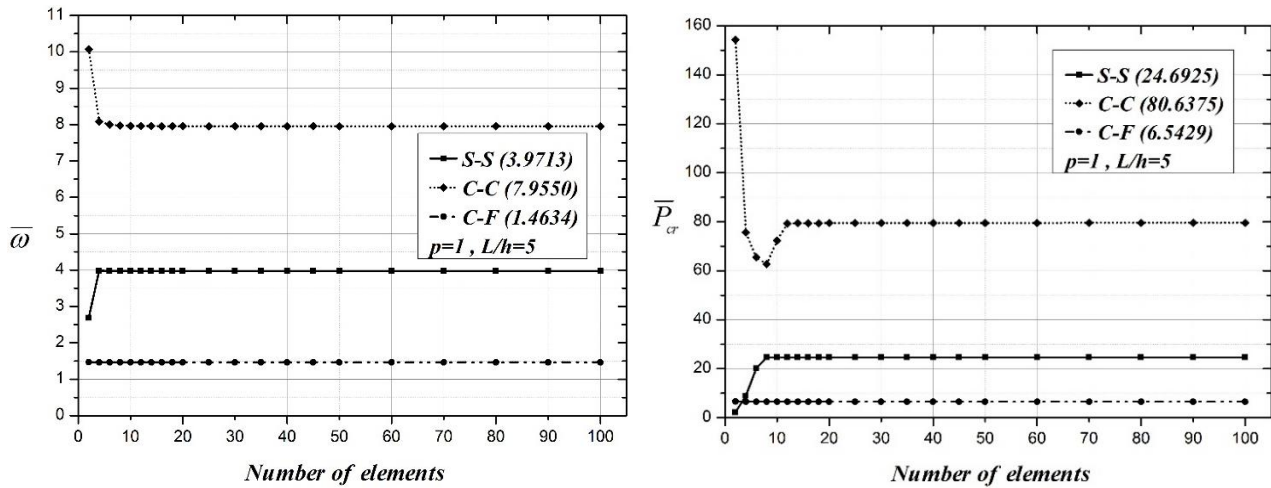 11
10
9
8
7
6
5
4
3
2
1
0
ω̅
S-S (3.9713)
C-C (7.9550)
C-F (1.4634)
p=1 , L/h=5
0 10 20 30 40 50 60 70 80 90 100
Number of elements
160
140
120
100
80
60
40
20
0
P̅cr
S-S (24.6925)
C-C (80.6375)
C-F (6.5429)
p=1 , L/h=5
0 10 20 30 40 50 60 70 80 90 100
Number of elements